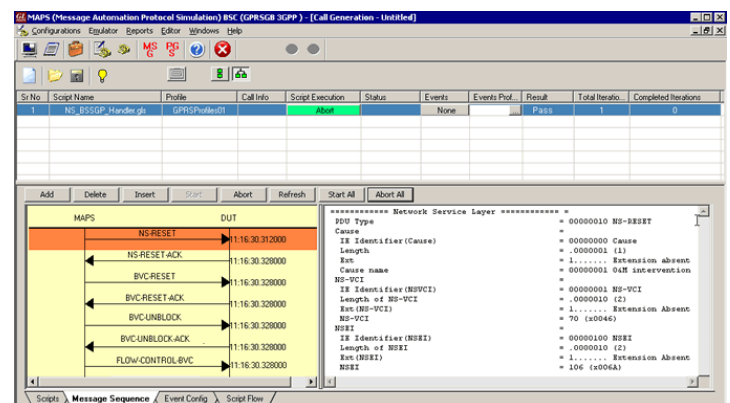 MAPS (Message Automation Protocol Simulation) BSC (GPRSGB 3GPP ) - [Call Generation - Untitled]
Configurations Emulator Reports Editor Windows Help
MS G PG S
Sr No Script Name Profile Call Info Script Execution Status Events Events Prof... Result Total Iteratio... Completed Iterations
1 NS_BSSGP_Handler.gls GPRSProfiles01 Abort None ... Pass 1 0
Add Delete Insert Start Abort Refresh Start All Abort All
MAPS DUT
NS-RESET
11:16:30.312000
NS-RESET-ACK
11:16:30.328000
BVC-RESET
11:16:30.328000
BVC-RESET-ACK
11:16:30.328000
BVC-UNBLOCK
11:16:30.328000
BVC-UNBLOCK-ACK
11:16:30.328000
FLOW-CONTROL-BVC
11:16:30.328000
============ Network Service Layer ============ =
PDU Type = 00000010 NS-RESET
Cause =
IE Identifier(Cause) = 00000000 Cause
Length = .0000001 (1)
Ext = 1....... Extension absent
Cause name = 00000001 O&M intervention
NS-VCI =
IE Identifier(NSVCI) = 00000001 NS-VCI
Length of NS-VCI = .0000010 (2)
Ext(NS-VCI) = 1....... Extension Absent
NS-VCI = 70 (x0046)
NSEI =
IE Identifier(NSEI) = 00000100 NSEI
Length of NSEI = .0000010 (2)
Ext(NSEI) = 1....... Extension Absent
NSEI = 106 (x006A)
Scripts Message Sequence Event Config Script Flow